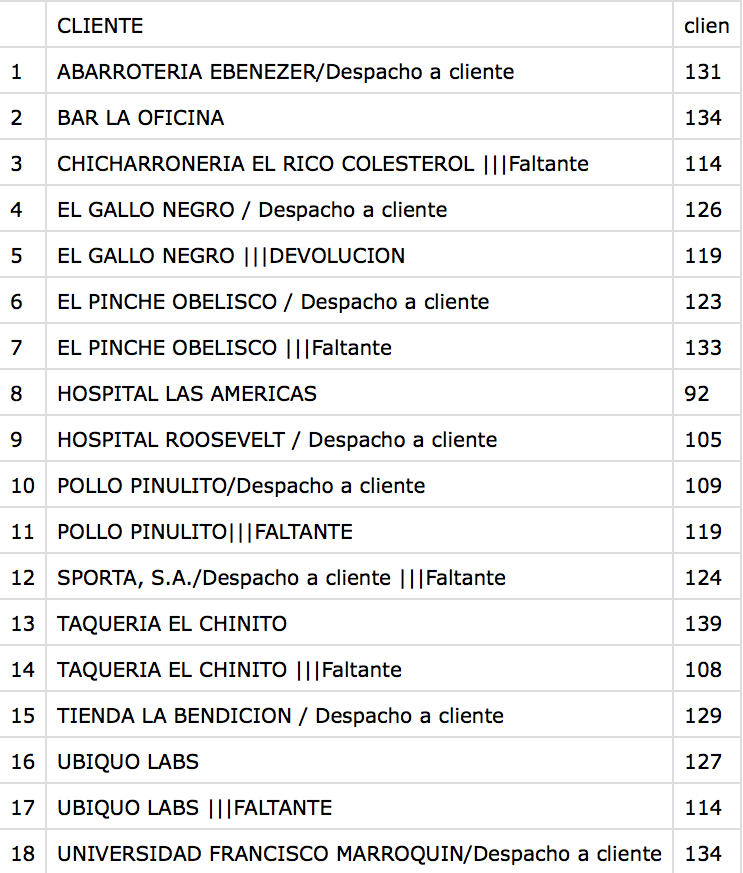 CLIENTE clien
1 ABARROTERIA EBENEZER/Despacho a cliente 131
2 BAR LA OFICINA 134
3 CHICHARRONERIA EL RICO COLESTEROL |||Faltante 114
4 EL GALLO NEGRO / Despacho a cliente 126
5 EL GALLO NEGRO |||DEVOLUCION 119
6 EL PINCHE OBELISCO / Despacho a cliente 123
7 EL PINCHE OBELISCO |||Faltante 133
8 HOSPITAL LAS AMERICAS 92
9 HOSPITAL ROOSEVELT / Despacho a cliente 105
10 POLLO PINULITO/Despacho a cliente 109
11 POLLO PINULITO|||FALTANTE 119
12 SPORTA, S.A./Despacho a cliente |||Faltante 124
13 TAQUERIA EL CHINITO 139
14 TAQUERIA EL CHINITO |||Faltante 108
15 TIENDA LA BENDICION / Despacho a cliente 129
16 UBIQUO LABS 127
17 UBIQUO LABS |||FALTANTE 114
18 UNIVERSIDAD FRANCISCO MARROQUIN/Despacho a cliente 134